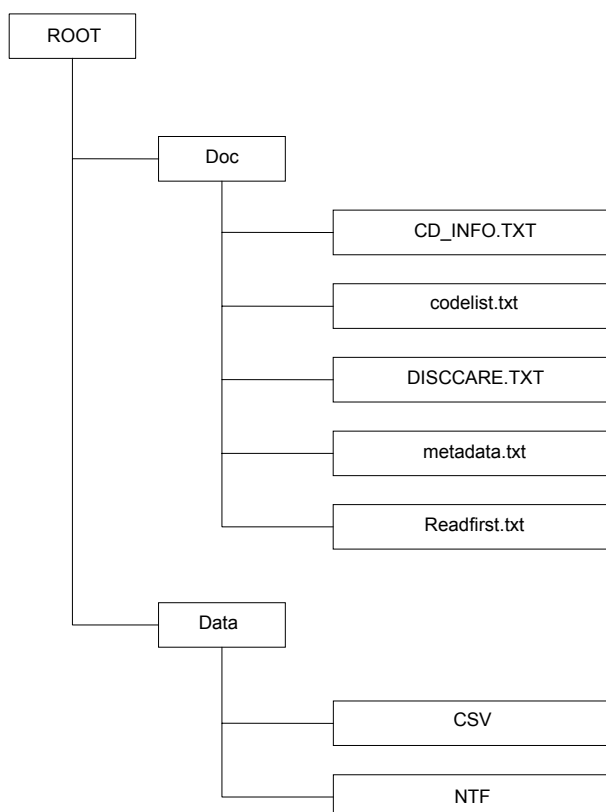 ROOT
Doc
CD_INFO.TXT
codelist.txt
DISCCARE.TXT
metadata.txt
Readfirst.txt
Data
CSV
NTF